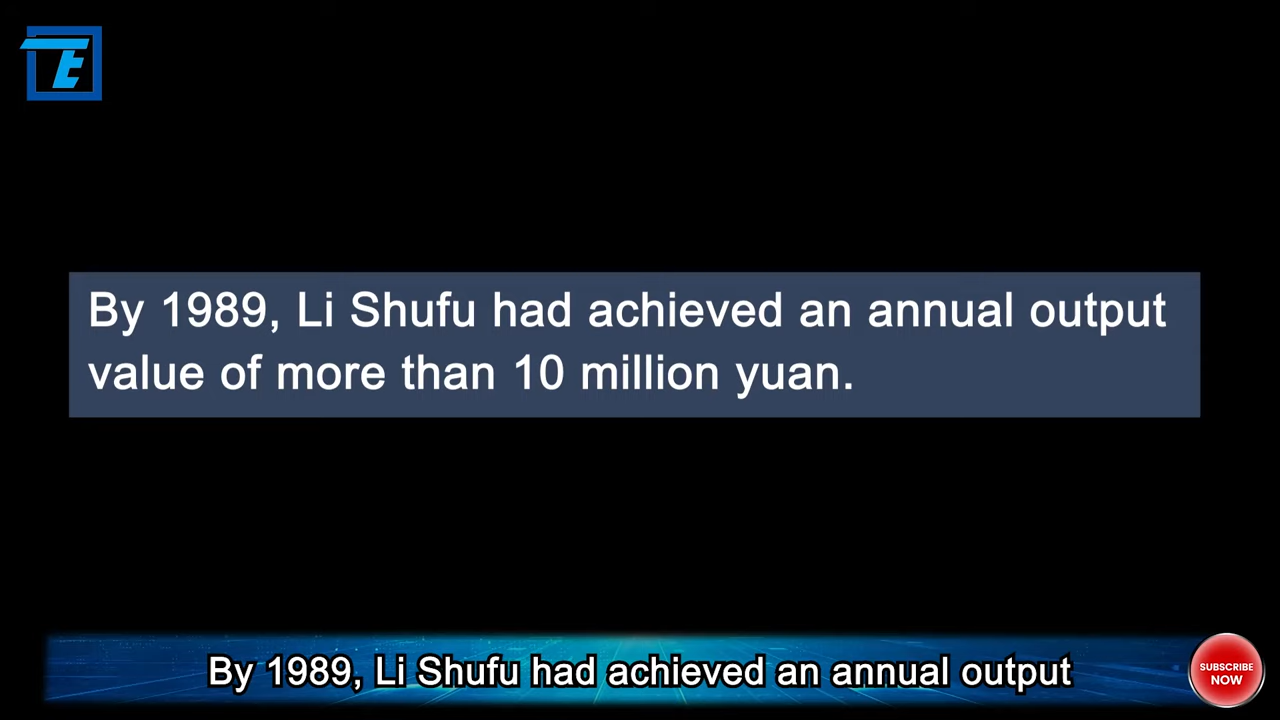 TE
By 1989, Li Shufu had achieved an annual output
value of more than 10 million yuan.
By 1989, Li Shufu had achieved an annual output
SUBSCRIBE
NOW